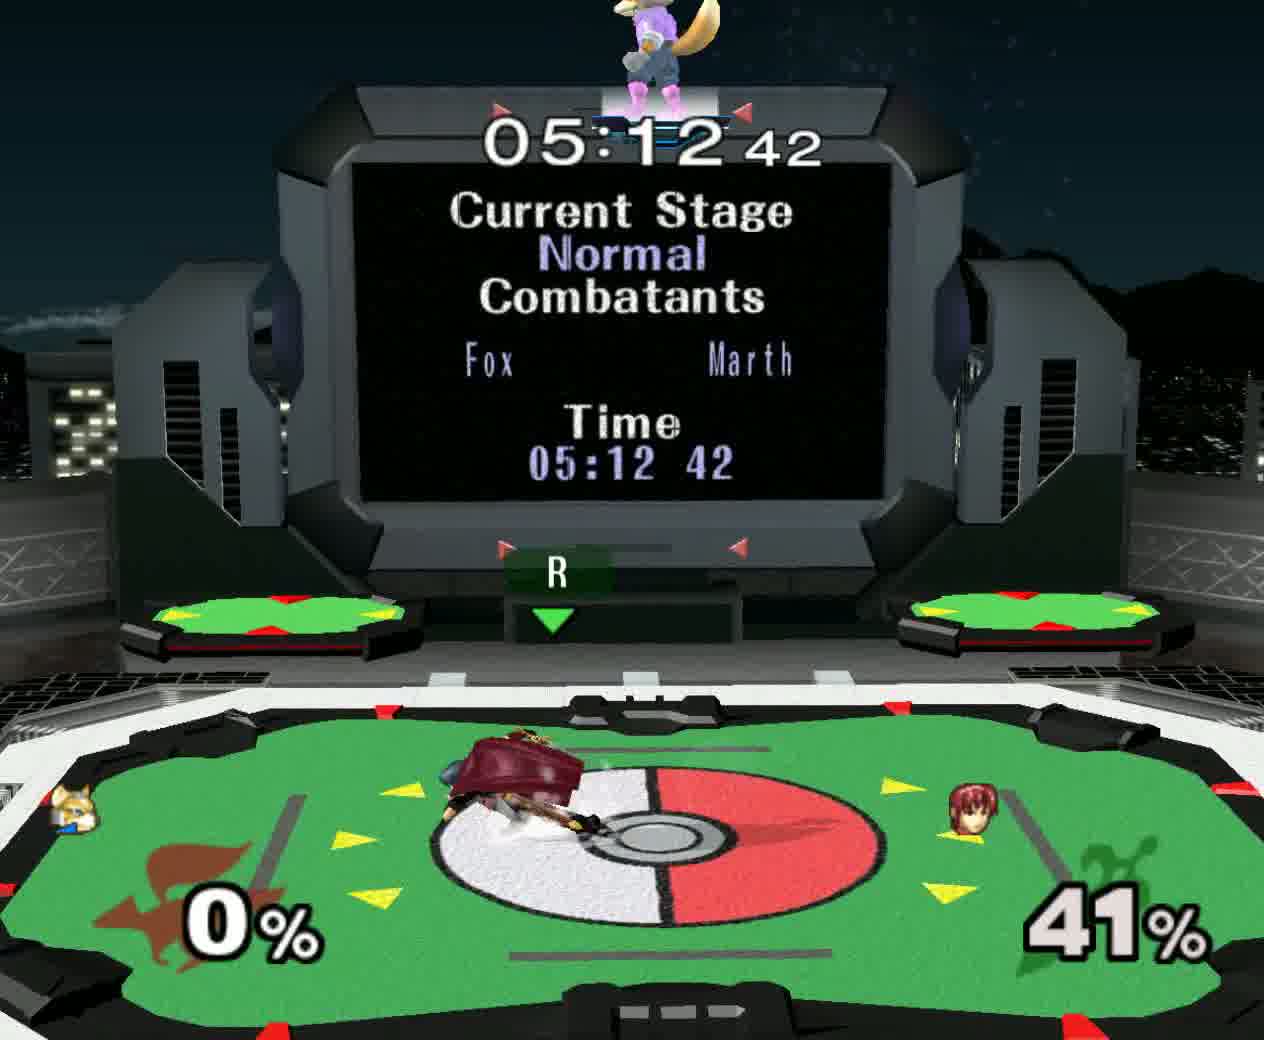 05:12 42
Current Stage
Normal
Combatants
Fox Marth
Time
05:12 42
R
0% 41%